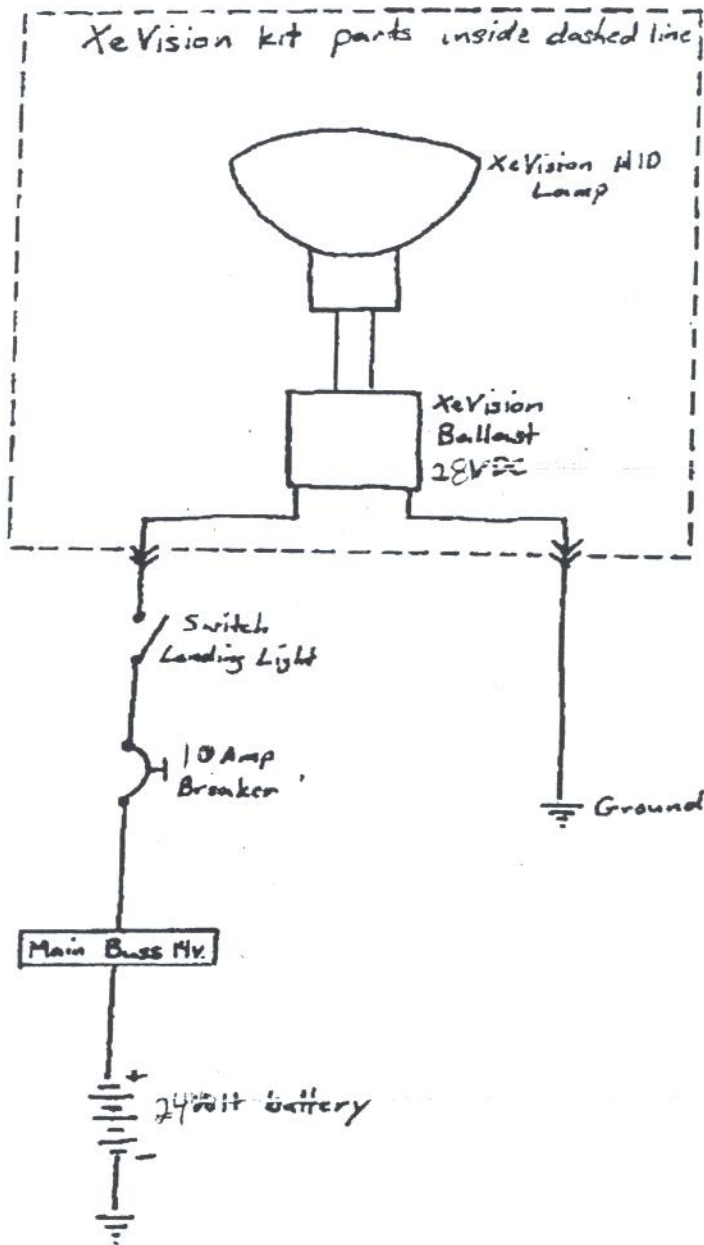 XeVision kit parts inside dashed line
XeVision HID
Lamp
XeVision
Ballast
28VDC
Switch
Landing Light
10 Amp
Breaker
Ground
Main Buss 14v.
+
24 Volt battery
-